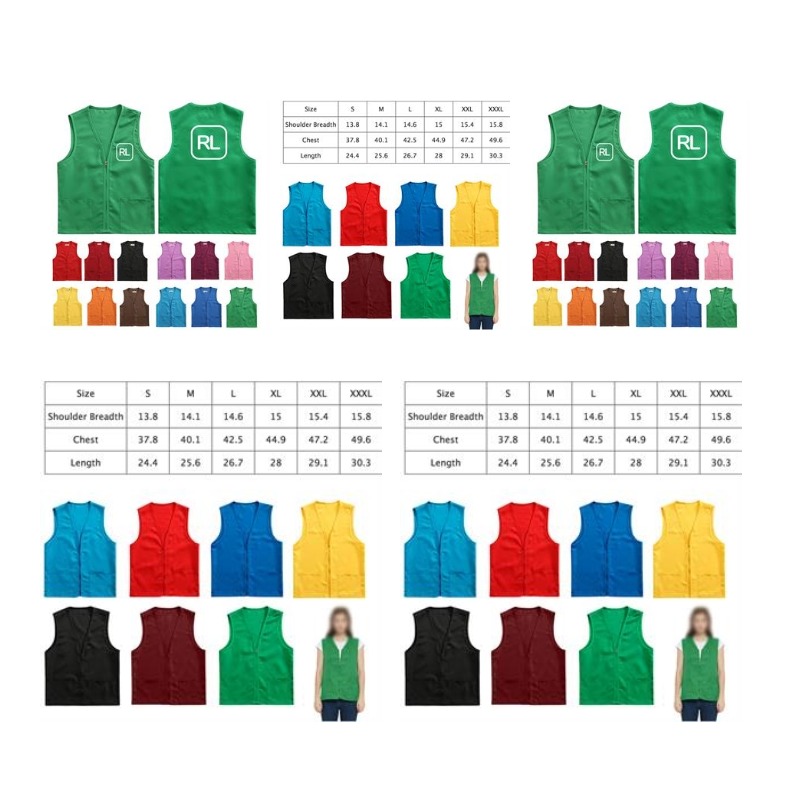 RL
RL
Size S M L XL XXL XXXL
Shoulder Breadth 13.8 14.1 14.6 15 15.4 15.8
Chest 37.8 40.1 42.5 44.9 47.2 49.6
Length 24.4 25.6 26.7 28 29.1 30.3
RL
RL
Size S M L XL XXL XXXL
Shoulder Breadth 13.8 14.1 14.6 15 15.4 15.8
Chest 37.8 40.1 42.5 44.9 47.2 49.6
Length 24.4 25.6 26.7 28 29.1 30.3
Size S M L XL XXL XXXL
Shoulder Breadth 13.8 14.1 14.6 15 15.4 15.8
Chest 37.8 40.1 42.5 44.9 47.2 49.6
Length 24.4 25.6 26.7 28 29.1 30.3